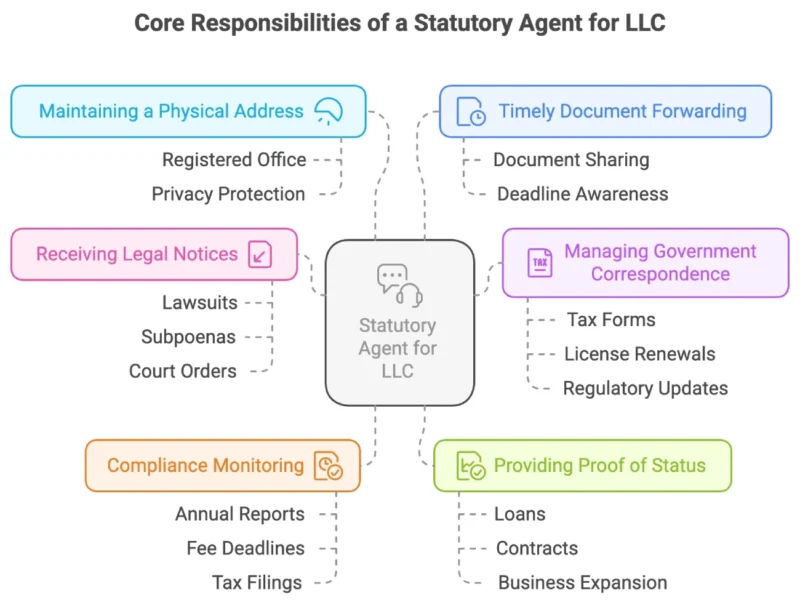 Core Responsibilities of a Statutory Agent for LLC
Maintaining a Physical Address
Registered Office
Privacy Protection
Timely Document Forwarding
Document Sharing
Deadline Awareness
Receiving Legal Notices
Lawsuits
Subpoenas
Court Orders
Statutory
Agent for
LLC
TAX
Managing Government
Correspondence
Tax Forms
License Renewals
Regulatory Updates
Compliance Monitoring
Annual Reports
Fee Deadlines
Tax Filings
Providing Proof of Status
Loans
Contracts
Business Expansion